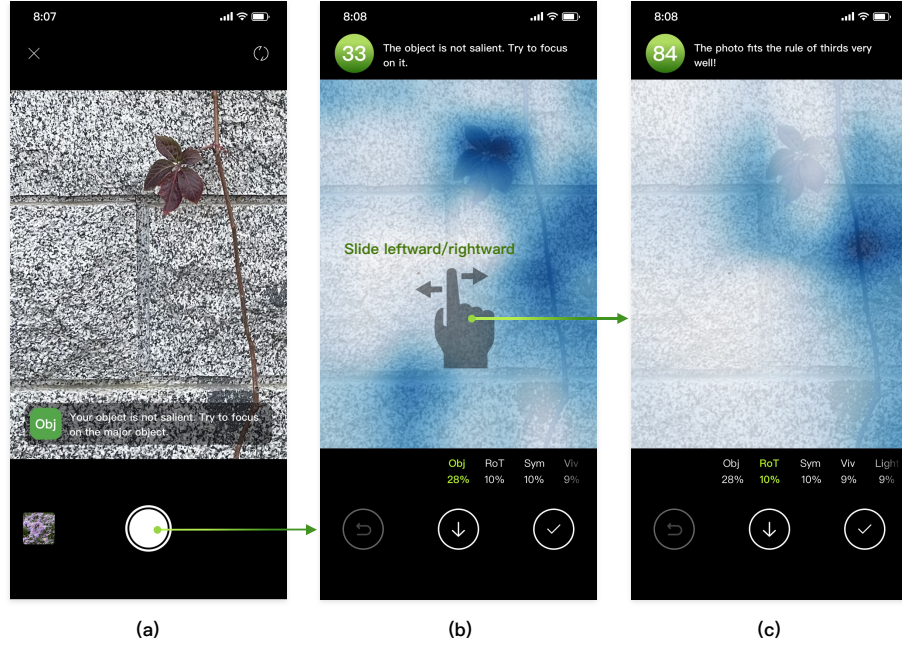 8:07
Obj
Your object is not salient. Try to focus
on the major object.
(a)
8:08
33
The object is not salient. Try to focus
on it.
Slide leftward/rightward
Obj RoT Sym Viv
28% 10% 10% 9%
(b)
8:08
84
The photo fits the rule of thirds very
well!
Obj RoT Sym Viv Ligh
28% 10% 10% 9% 9%
(c)